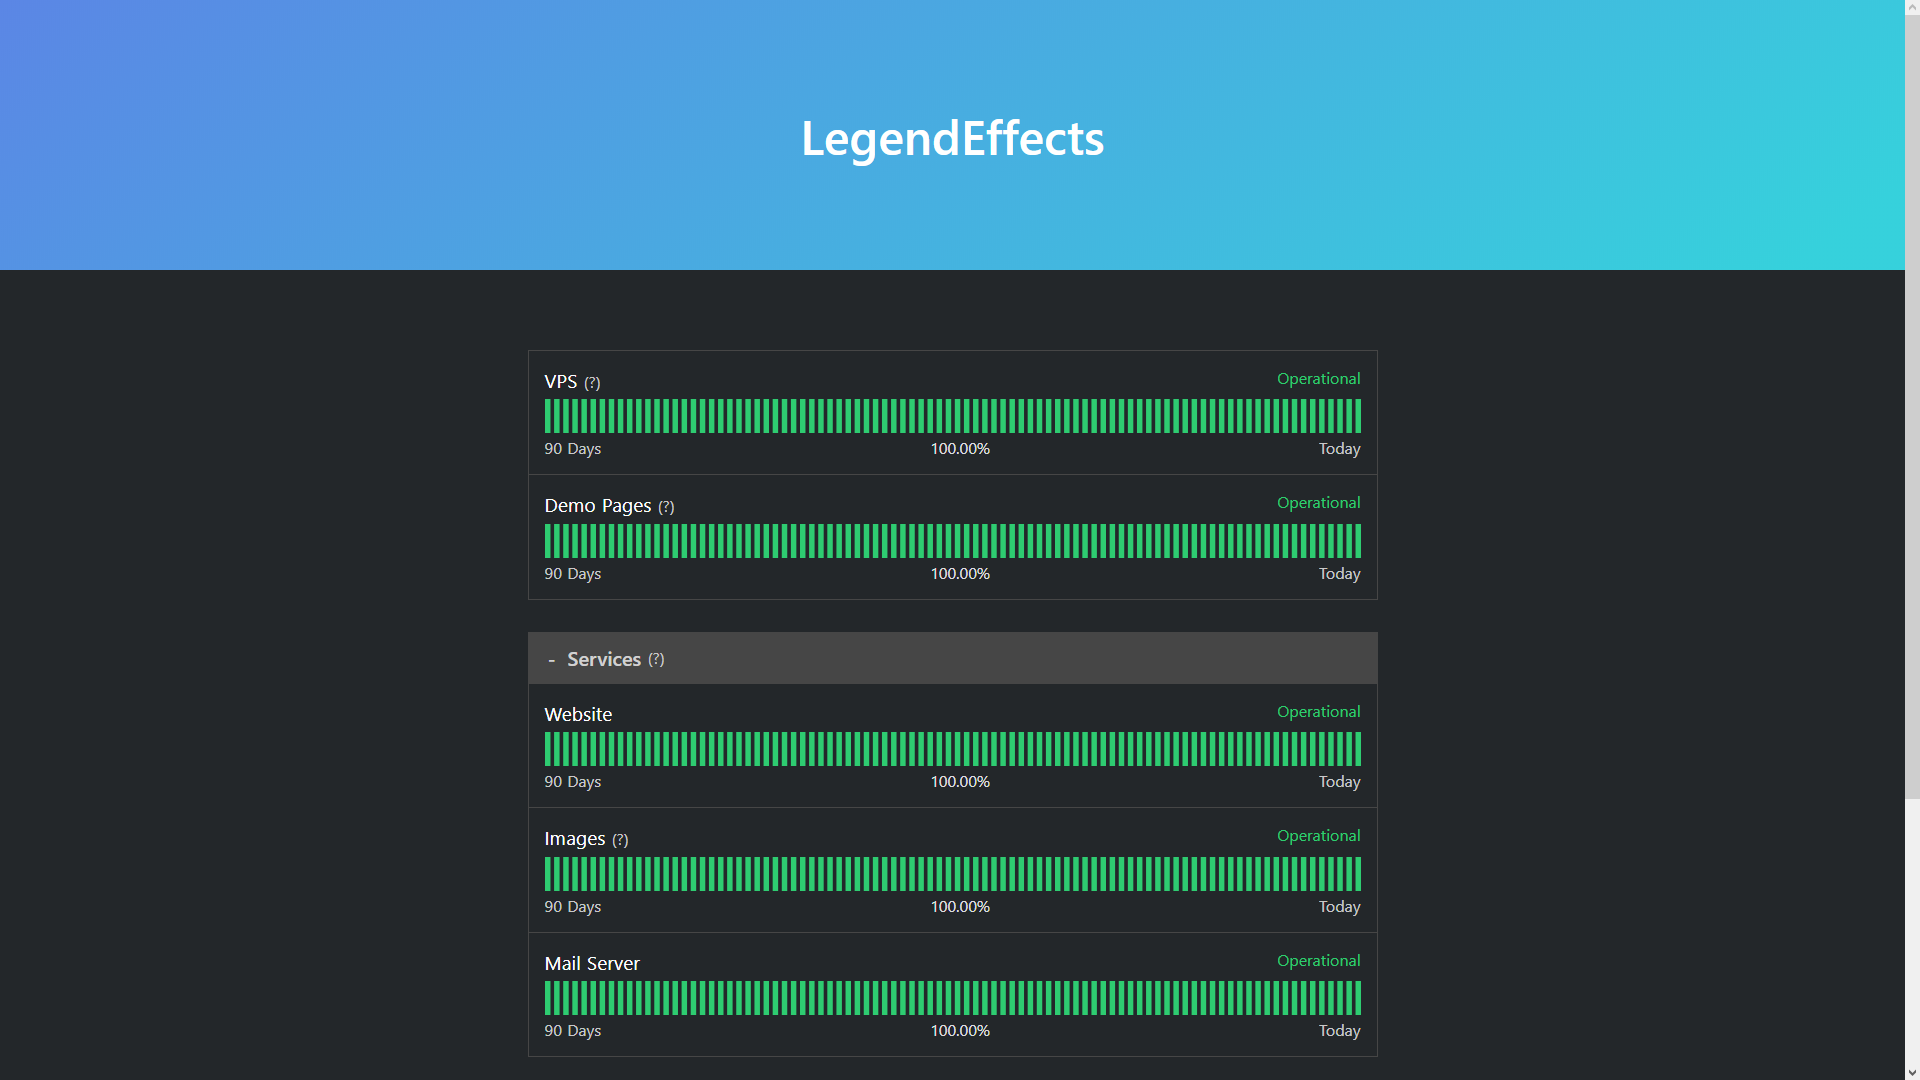 LegendEffects
VPS (?) Operational
90 Days 100.00% Today
Demo Pages (?) Operational
90 Days 100.00% Today
- Services (?)
Website Operational
90 Days 100.00% Today
Images (?) Operational
90 Days 100.00% Today
Mail Server Operational
90 Days 100.00% Today